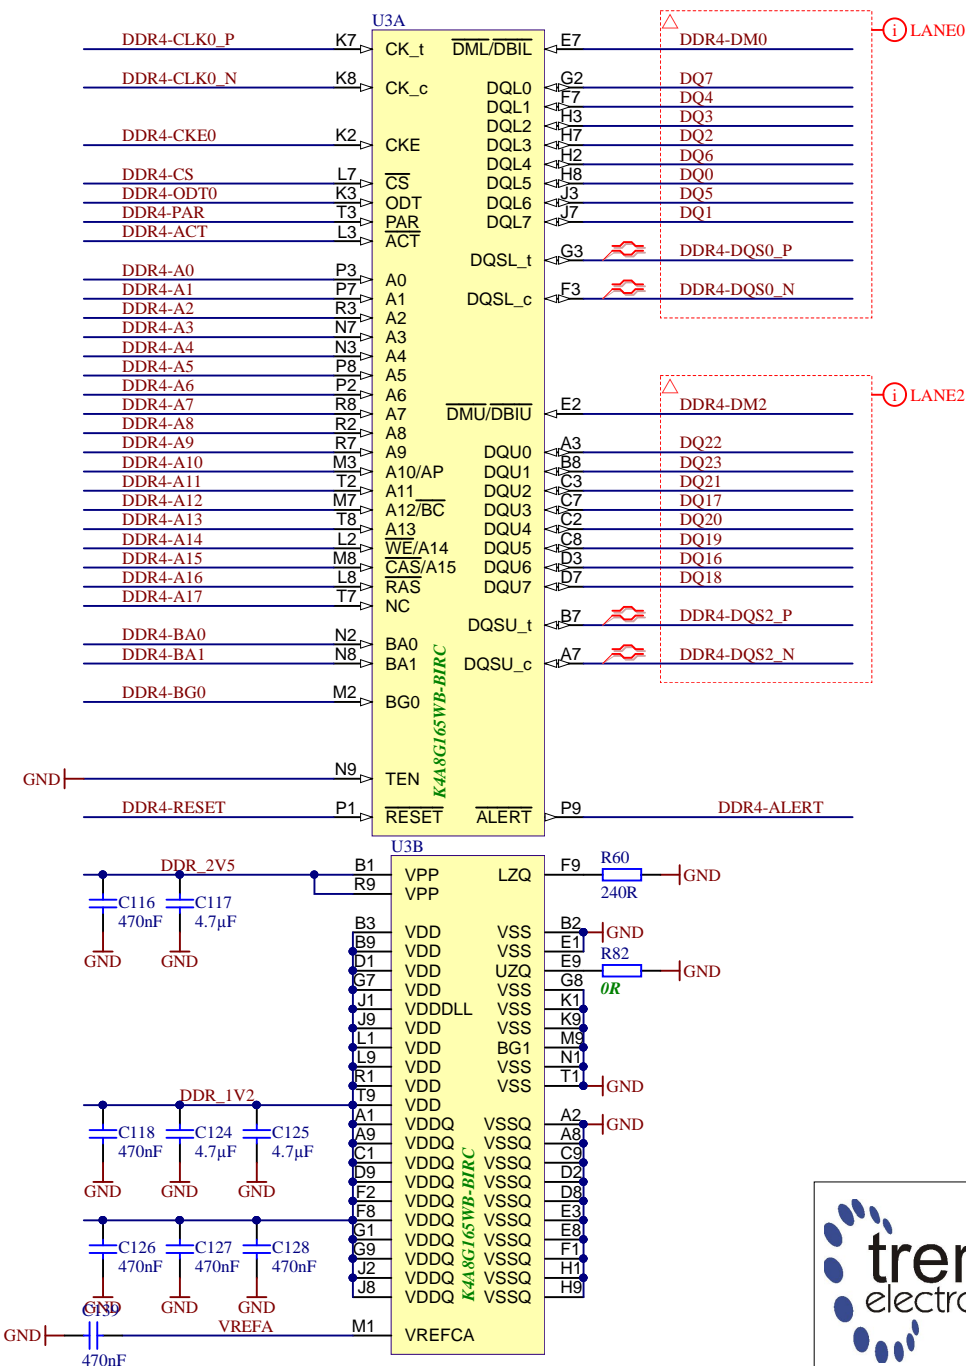 U3A
DDR4-CLK0_P K7 CK_t DML/DBIL E7 DDR4-DM0 LANE0
DDR4-CLK0_N K8 CK_c DQL0 G2 DQ7
DQL1 F7 DQ4
DQL2 H3 DQ3
DDR4-CKE0 K2 CKE DQL3 H7 DQ2
DQL4 H2 DQ6
DDR4-CS L7 CS DQL5 H8 DQ0
DDR4-ODT0 K3 ODT DQL6 J3 DQ5
DDR4-PAR T3 PAR DQL7 J7 DQ1
DDR4-ACT L3 ACT
DQSL_t G3 DDR4-DQS0_P
DDR4-A0 P3 A0
DDR4-A1 P7 A1 DQSL_c F3 DDR4-DQS0_N
DDR4-A2 R3 A2
DDR4-A3 N7 A3
DDR4-A4 N3 A4
DDR4-A5 P8 A5
DDR4-A6 P2 A6 LANE2
DDR4-A7 R8 A7 DMU/DBIU E2 DDR4-DM2
DDR4-A8 R2 A8
DDR4-A9 R7 A9 DQU0 A3 DQ22
DDR4-A10 M3 A10/AP DQU1 B8 DQ23
DDR4-A11 T2 A11 DQU2 C3 DQ21
DDR4-A12 M7 A12/BC DQU3 C7 DQ17
DDR4-A13 T8 A13 DQU4 C2 DQ20
DDR4-A14 L2 WE/A14 DQU5 C8 DQ19
DDR4-A15 M8 CAS/A15 DQU6 D3 DQ16
DDR4-A16 L8 RAS DQU7 D7 DQ18
DDR4-A17 T7 NC
DQSU_t B7 DDR4-DQS2_P
DDR4-BA0 N2 BA0
DDR4-BA1 N8 BA1 DQSU_c A7 DDR4-DQS2_N
DDR4-BG0 M2 BG0
K4A8G165WB-BIRC
GND N9 TEN
DDR4-RESET P1 RESET ALERT P9 DDR4-ALERT
U3B
DDR_2V5 B1 VPP LZQ F9 R60 240R GND
R9 VPP
C116 470nF GND
C117 4.7µF GND
B3 VDD VSS B2 GND
B9 VDD VSS E1
D1 VDD UZQ E9 R82 0R GND
G7 VDD VSS G8
J1 VDDDLL VSS K1
J9 VDD VSS K9
L1 VDD BG1 M9
L9 VDD VSS N1
R1 VDD VSS T1 GND
DDR_1V2 T9 VDD
A1 VDDQ VSSQ A2 GND
A9 VDDQ VSSQ A8
C1 VDDQ VSSQ C9
D9 VDDQ VSSQ D2
F2 VDDQ VSSQ D8
F8 VDDQ VSSQ E3
G1 VDDQ VSSQ E8
G9 VDDQ VSSQ F1
J2 VDDQ VSSQ H1
J8 VDDQ VSSQ H9
K4A8G165WB-BIRC
C118 470nF GND
C124 4.7µF GND
C125 4.7µF GND
C126 470nF GND
C127 470nF GND
C128 470nF GND
GND C139 470nF VREFA M1 VREFCA
tren
electro